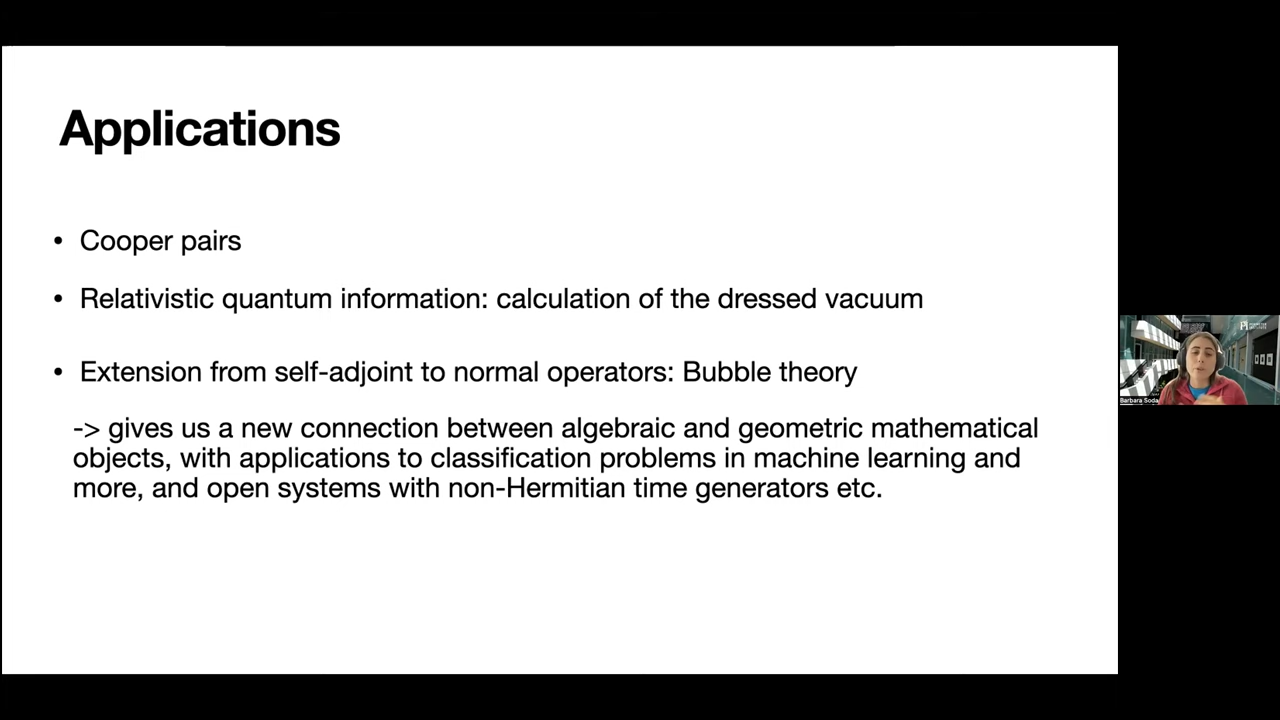 Applications
• Cooper pairs
• Relativistic quantum information: calculation of the dressed vacuum
• Extension from self-adjoint to normal operators: Bubble theory
-> gives us a new connection between algebraic and geometric mathematical
objects, with applications to classification problems in machine learning and
more, and open systems with non-Hermitian time generators etc.
Barbara Soda